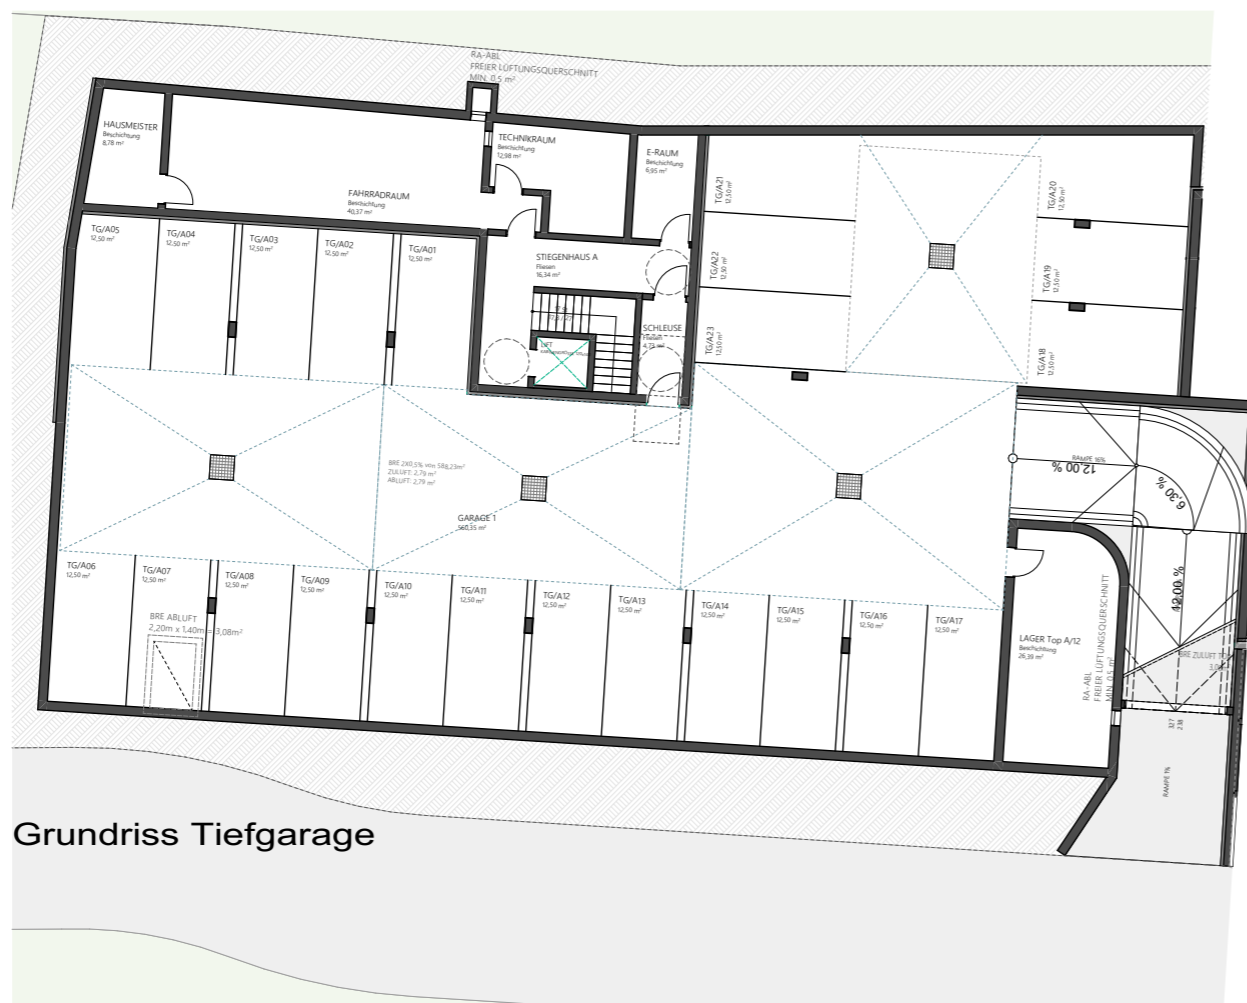 RA-ABL
FREIER LÜFTUNGSQUERSCHNITT
MIN. 0,5 m²
HAUSMEISTER
Beschichtung
8,78 m²
TECHNIKRAUM
Beschichtung
12,98 m²
E-RAUM
Beschichtung
6,95 m²
FAHRRADRAUM
Beschichtung
40,37 m²
TG/A21
12,50 m²
TG/A20
12,50 m²
TG/A05
12,50 m²
TG/A04
12,50 m²
TG/A03
12,50 m²
TG/A02
12,50 m²
TG/A01
12,50 m²
STIEGENHAUS A
Fliesen
16,34 m²
TG/A22
12,50 m²
TG/A19
12,50 m²
SCHLEUSE
Fliesen
4,73 m²
LIFT
TG/A23
12,50 m²
TG/A18
12,50 m²
BRE 2X0,5% von 588,23m²
ZULUFT: 2,79 m²
ABLUFT: 2,79 m²
GARAGE 1
560,35 m²
RAMPE 16%
12,00 %
6,30 %
12,00 %
TG/A06
12,50 m²
TG/A07
12,50 m²
TG/A08
12,50 m²
TG/A09
12,50 m²
TG/A10
12,50 m²
TG/A11
12,50 m²
TG/A12
12,50 m²
TG/A13
12,50 m²
TG/A14
12,50 m²
TG/A15
12,50 m²
TG/A16
12,50 m²
TG/A17
12,50 m²
BRE ABLUFT
2,20m x 1,40m = 3,08m²
LAGER Top A/12
Beschichtung
26,39 m²
RA-ABL
FREIER LÜFTUNGSQUERSCHNITT
MIN. 0,5 m²
BRE ZULUFT
327
238
RAMPE 1%
Grundriss Tiefgarage